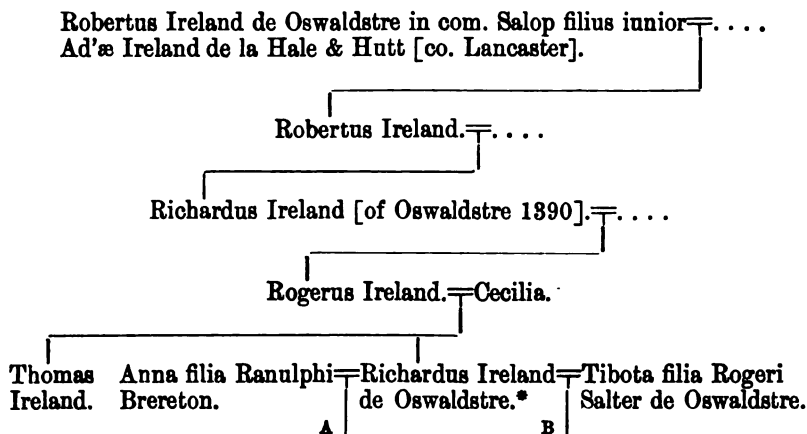 Robertus Ireland de Oswaldstre in com. Salop filius iunior=....
Ad'æ Ireland de la Hale & Hutt [co. Lancaster].
Robertus Ireland.=....
Richardus Ireland [of Oswaldstre 1390].=....
Rogerus Ireland.=Cecilia.
Thomas Anna filia Ranulphi=Richardus Ireland=Tibota filia Rogeri
Ireland. Brereton. de Oswaldstre.* Salter de Oswaldstre.
A B